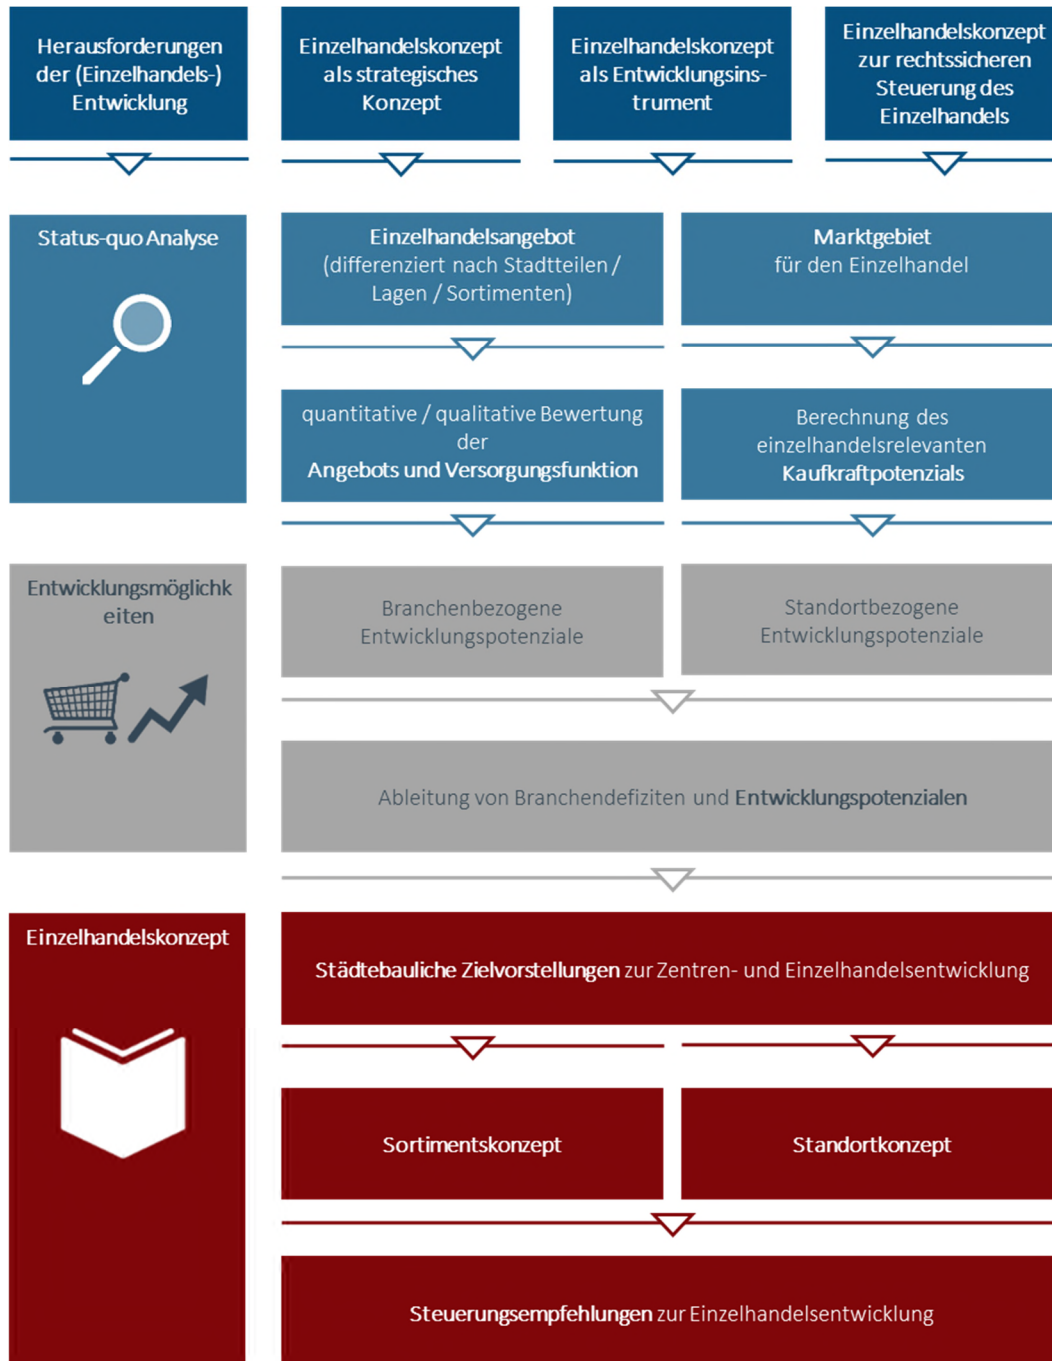 Herausforderungen
der (Einzelhandels-)
Entwicklung
Einzelhandelskonzept
als strategisches
Konzept
Einzelhandelskonzept
als Entwicklungsins-
trument
Einzelhandelskonzept
zur rechtssicheren
Steuerung des
Einzelhandels
Status-quo Analyse
Einzelhandelsangebot
(differenziert nach Stadtteilen /
Lagen / Sortimenten)
Marktgebiet
für den Einzelhandel
quantitative / qualitative Bewertung
der
Angebots und Versorgungsfunktion
Berechnung des
einzelhandelsrelevanten
Kaufkraftpotenzials
Entwicklungsmöglichk
eiten
Branchenbezogene
Entwicklungspotenziale
Standortbezogene
Entwicklungspotenziale
Ableitung von Branchendefiziten und Entwicklungspotenzialen
Einzelhandelskonzept
Städtebauliche Zielvorstellungen zur Zentren- und Einzelhandelsentwicklung
Sortimentskonzept
Standortkonzept
Steuerungsempfehlungen zur Einzelhandelsentwicklung